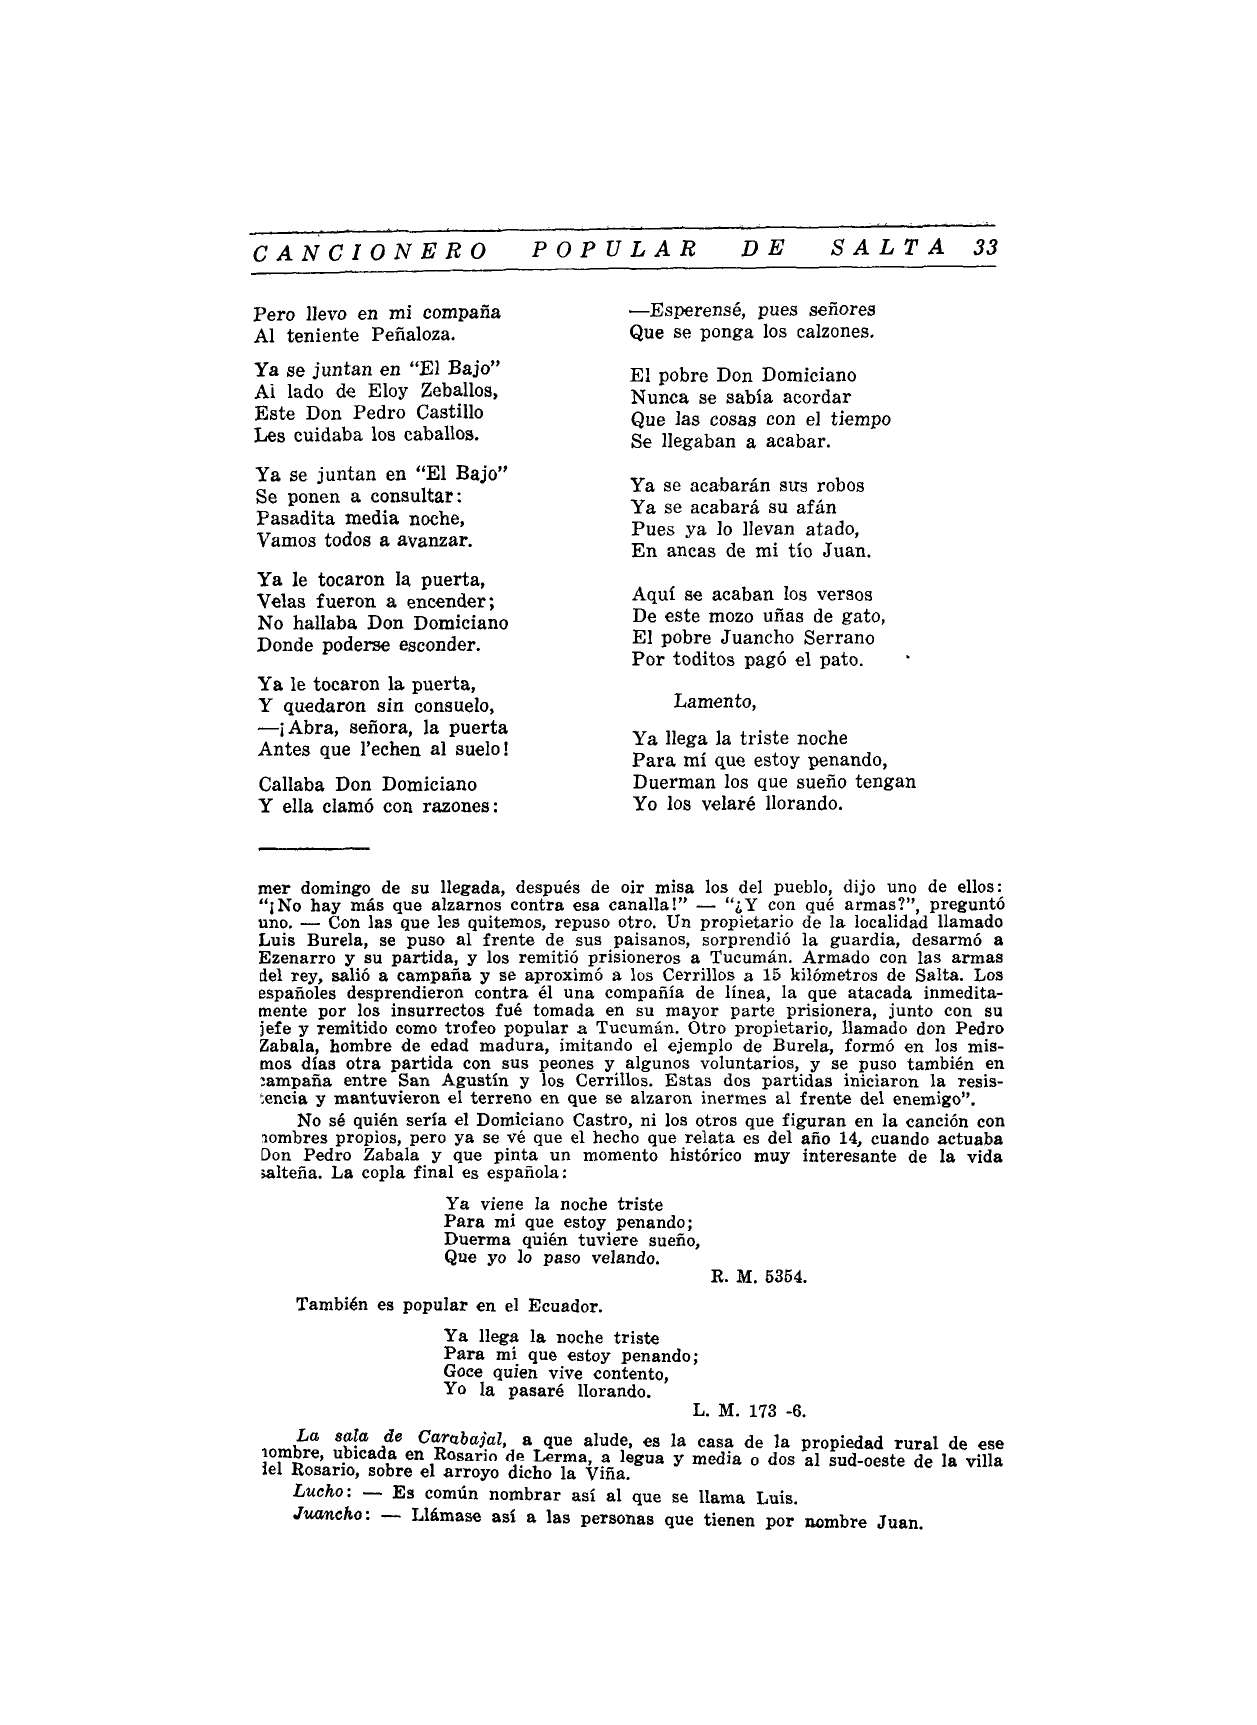 CANCIONERO POPULAR DE SALTA 33
Pero llevo en mi compaña
Al teniente Peñaloza.
Ya se juntan en “El Bajo”
Al lado de Eloy Zeballos,
Este Don Pedro Castillo
Les cuidaba los caballos.
Ya se juntan en “El Bajo”
Se ponen a consultar:
Pasadita media noche,
Vamos todos a avanzar.
Ya le tocaron la puerta,
Velas fueron a encender;
No hallaba Don Domiciano
Donde poderse esconder.
Ya le tocaron la puerta,
Y quedaron sin consuelo,
—¡Abra, señora, la puerta
Antes que l’echen al suelo!
Callaba Don Domiciano
Y ella clamó con razones:
—Esperensé, pues señores
Que se ponga los calzones.
El pobre Don Domiciano
Nunca se sabía acordar
Que las cosas con el tiempo
Se llegaban a acabar.
Ya se acabarán sus robos
Ya se acabará su afán
Pues ya lo llevan atado,
En ancas de mi tío Juan.
Aquí se acaban los versos
De este mozo uñas de gato,
El pobre Juancho Serrano
Por toditos pagó el pato.
Lamento,
Ya llega la triste noche
Para mí que estoy penando,
Duerman los que sueño tengan
Yo los velaré llorando.
mer domingo de su llegada, después de oir misa los del pueblo, dijo uno de ellos:
“¡No hay más que alzarnos contra esa canalla!” — “¿Y con qué armas?”, preguntó
uno. — Con las que les quitemos, repuso otro. Un propietario de la localidad llamado
Luis Burela, se puso al frente de sus paisanos, sorprendió la guardia, desarmó a
Ezenarro y su partida, y los remitió prisioneros a Tucumán. Armado con las armas
del rey, salió a campaña y se aproximó a los Cerrillos a 15 kilómetros de Salta. Los
españoles desprendieron contra él una compañía de línea, la que atacada inmedita-
mente por los insurrectos fué tomada en su mayor parte prisionera, junto con su
jefe y remitido como trofeo popular a Tucumán. Otro propietario, llamado don Pedro
Zabala, hombre de edad madura, imitando el ejemplo de Burela, formó en los mis-
mos días otra partida con sus peones y algunos voluntarios, y se puso también en
campaña entre San Agustín y los Cerrillos. Estas dos partidas iniciaron la resis-
tencia y mantuvieron el terreno en que se alzaron inermes al frente del enemigo”.
No sé quién sería el Domiciano Castro, ni los otros que figuran en la canción con
nombres propios, pero ya se vé que el hecho que relata es del año 14, cuando actuaba
Don Pedro Zabala y que pinta un momento histórico muy interesante de la vida
salteña. La copla final es española:
Ya viene la noche triste
Para mi que estoy penando;
Duerma quién tuviere sueño,
Que yo lo paso velando.
R. M. 5354.
También es popular en el Ecuador.
Ya llega la noche triste
Para mi que estoy penando;
Goce quien vive contento,
Yo la pasaré llorando.
L. M. 173 -6.
La sala de Carabajal, a que alude, es la casa de la propiedad rural de ese
nombre, ubicada en Rosario de Lerma, a legua y media o dos al sud-oeste de la villa
del Rosario, sobre el arroyo dicho la Viña.
Lucho: — Es común nombrar así al que se llama Luis.
Juancho: — Llámase así a las personas que tienen por nombre Juan.